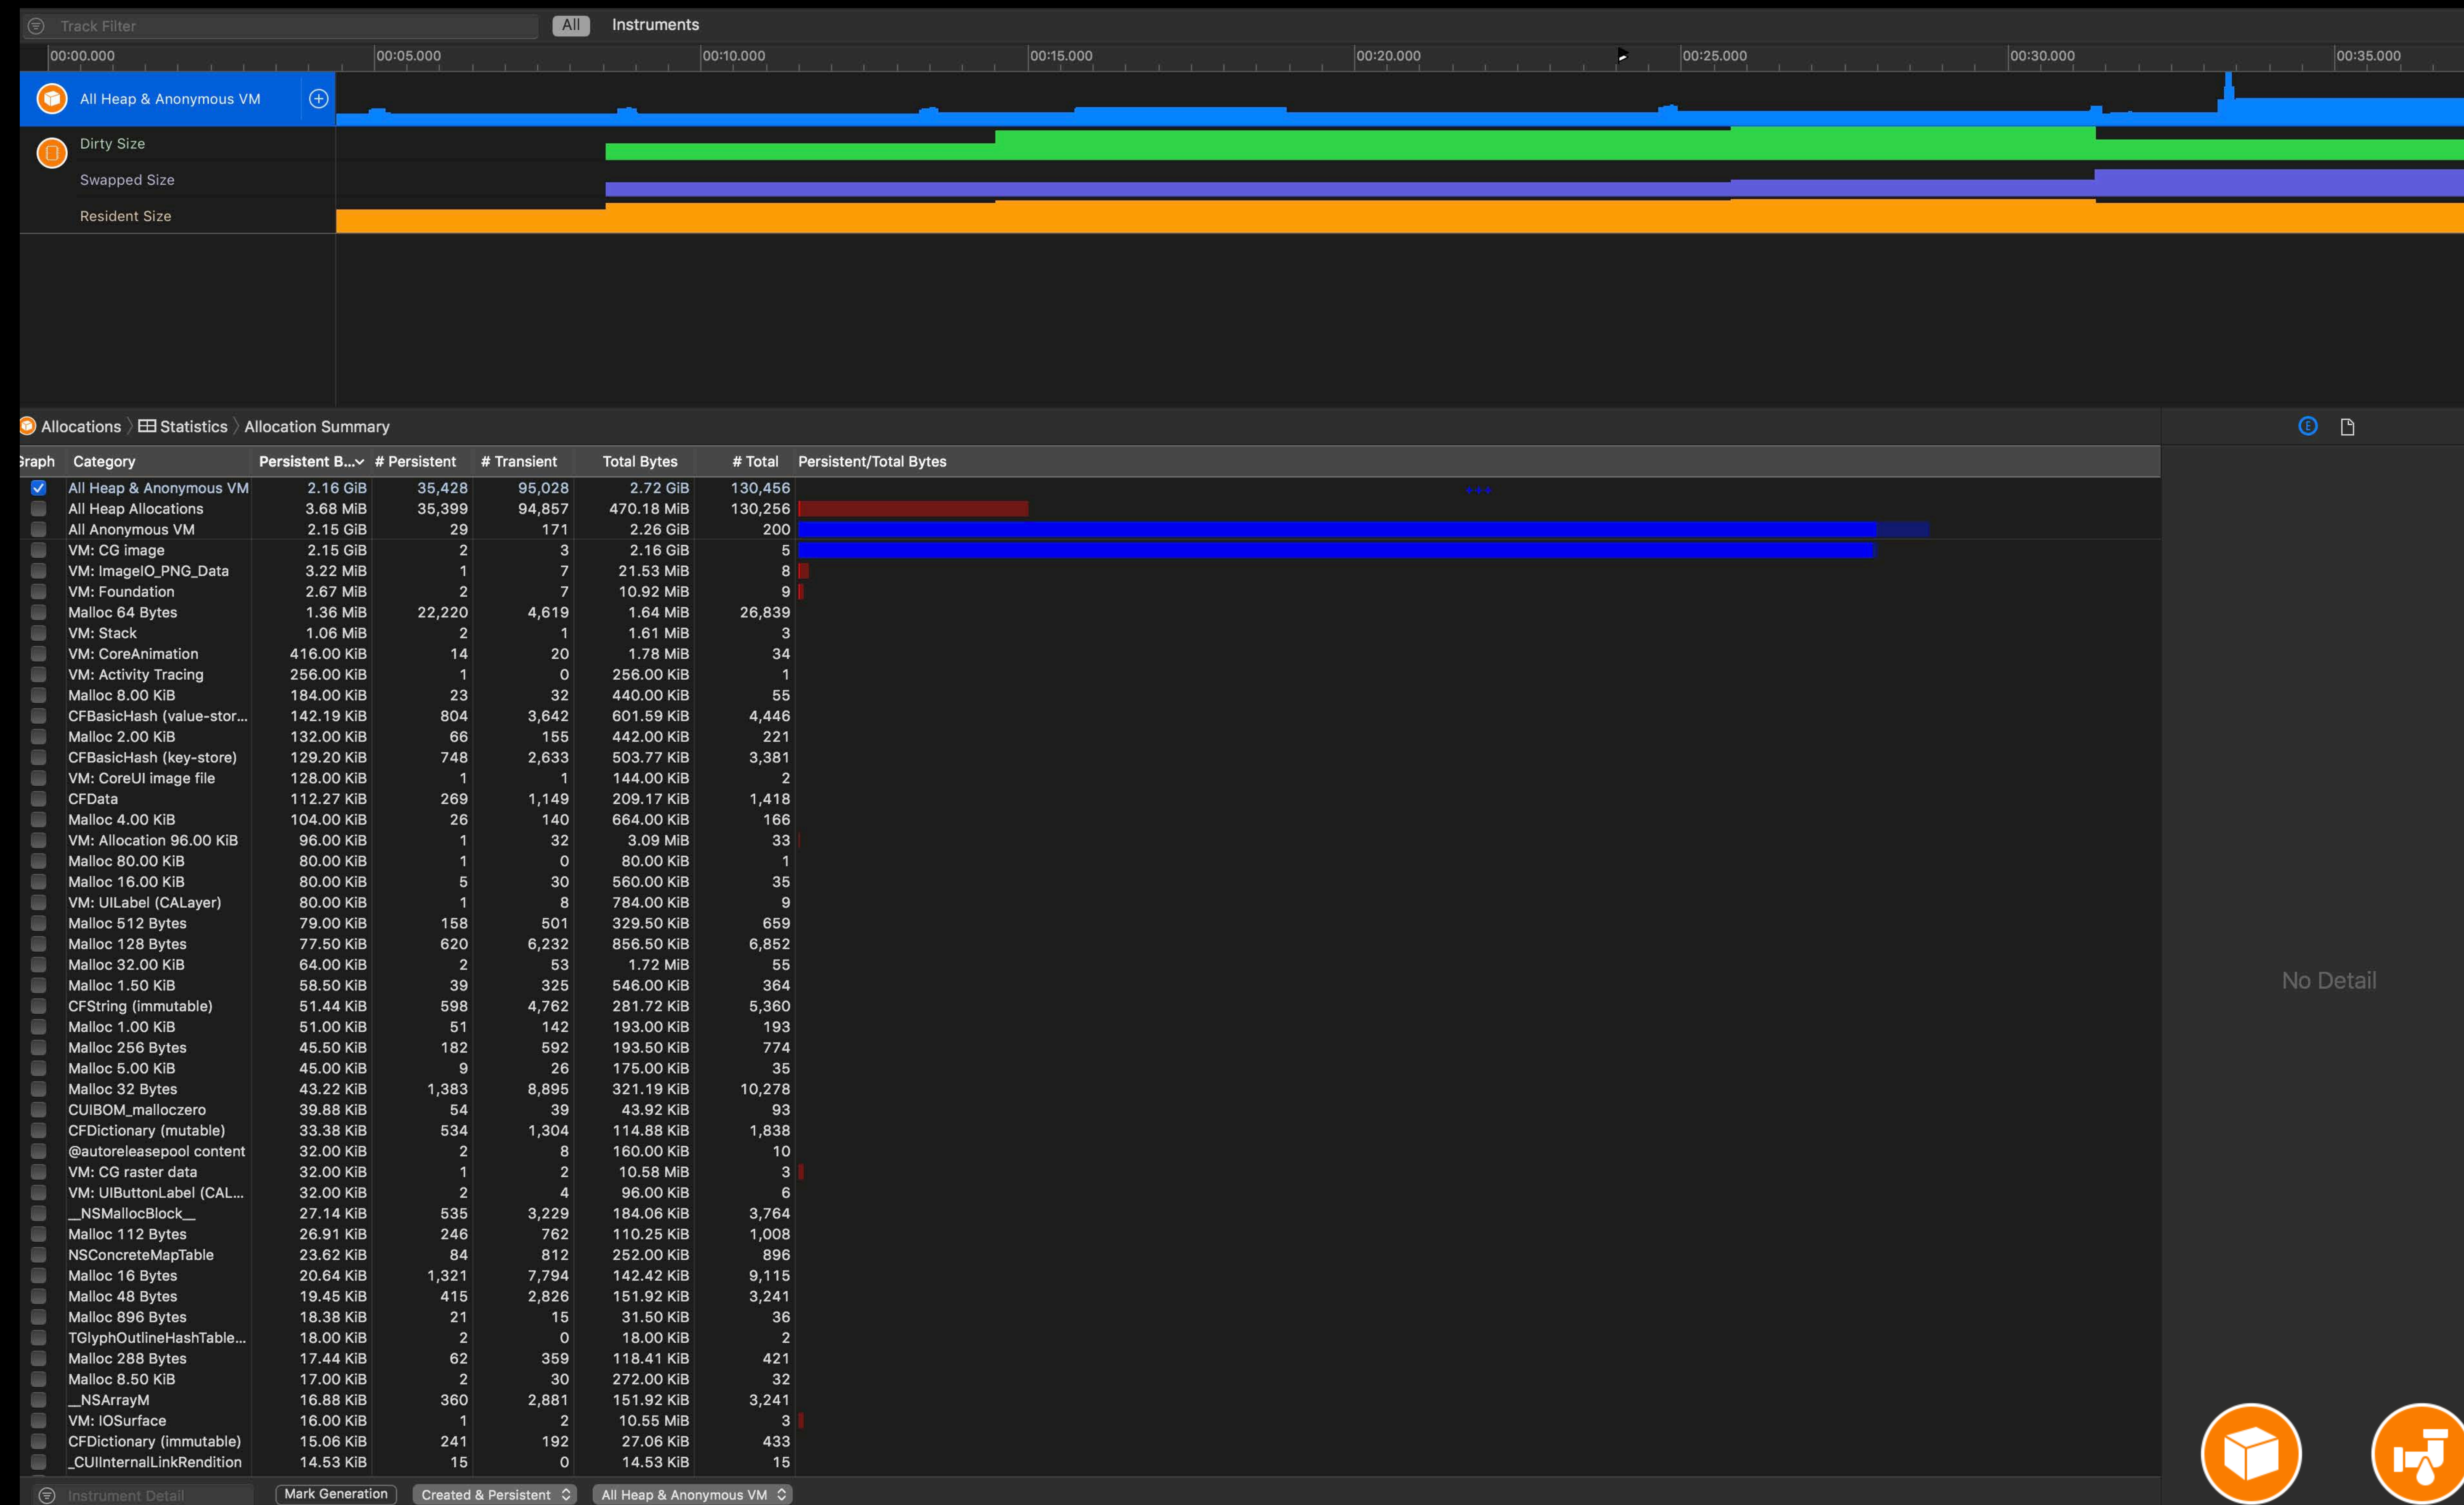 Track Filter All Instruments
00:00.000 00:05.000 00:10.000 00:15.000 00:20.000 00:25.000 00:30.000 00:35.000
All Heap & Anonymous VM
Dirty Size
Swapped Size
Resident Size
Allocations Statistics Allocation Summary
Graph Category Persistent B... # Persistent # Transient Total Bytes # Total Persistent/Total Bytes
All Heap & Anonymous VM 2.16 GiB 35,428 95,028 2.72 GiB 130,456 +++
All Heap Allocations 3.68 MiB 35,399 94,857 470.18 MiB 130,256
All Anonymous VM 2.15 GiB 29 171 2.26 GiB 200
VM: CG image 2.15 GiB 2 3 2.16 GiB 5
VM: ImageIO_PNG_Data 3.22 MiB 1 7 21.53 MiB 8
VM: Foundation 2.67 MiB 2 7 10.92 MiB 9
Malloc 64 Bytes 1.36 MiB 22,220 4,619 1.64 MiB 26,839
VM: Stack 1.06 MiB 2 1 1.61 MiB 3
VM: CoreAnimation 416.00 KiB 14 20 1.78 MiB 34
VM: Activity Tracing 256.00 KiB 1 0 256.00 KiB 1
Malloc 8.00 KiB 184.00 KiB 23 32 440.00 KiB 55
CFBasicHash (value-stor... 142.19 KiB 804 3,642 601.59 KiB 4,446
Malloc 2.00 KiB 132.00 KiB 66 155 442.00 KiB 221
CFBasicHash (key-store) 129.20 KiB 748 2,633 503.77 KiB 3,381
VM: CoreUI image file 128.00 KiB 1 1 144.00 KiB 2
CFData 112.27 KiB 269 1,149 209.17 KiB 1,418
Malloc 4.00 KiB 104.00 KiB 26 140 664.00 KiB 166
VM: Allocation 96.00 KiB 96.00 KiB 1 32 3.09 MiB 33
Malloc 80.00 KiB 80.00 KiB 1 0 80.00 KiB 1
Malloc 16.00 KiB 80.00 KiB 5 30 560.00 KiB 35
VM: UILabel (CALayer) 80.00 KiB 1 8 784.00 KiB 9
Malloc 512 Bytes 79.00 KiB 158 501 329.50 KiB 659
Malloc 128 Bytes 77.50 KiB 620 6,232 856.50 KiB 6,852
Malloc 32.00 KiB 64.00 KiB 2 53 1.72 MiB 55
Malloc 1.50 KiB 58.50 KiB 39 325 546.00 KiB 364
CFString (immutable) 51.44 KiB 598 4,762 281.72 KiB 5,360
Malloc 1.00 KiB 51.00 KiB 51 142 193.00 KiB 193
Malloc 256 Bytes 45.50 KiB 182 592 193.50 KiB 774
Malloc 5.00 KiB 45.00 KiB 9 26 175.00 KiB 35
Malloc 32 Bytes 43.22 KiB 1,383 8,895 321.19 KiB 10,278
CUIBOM_malloczero 39.88 KiB 54 39 43.92 KiB 93
CFDictionary (mutable) 33.38 KiB 534 1,304 114.88 KiB 1,838
@autoreleasepool content 32.00 KiB 2 8 160.00 KiB 10
VM: CG raster data 32.00 KiB 1 2 10.58 MiB 3
VM: UIButtonLabel (CAL... 32.00 KiB 2 4 96.00 KiB 6
__NSMallocBlock__ 27.14 KiB 535 3,229 184.06 KiB 3,764
Malloc 112 Bytes 26.91 KiB 246 762 110.25 KiB 1,008
NSConcreteMapTable 23.62 KiB 84 812 252.00 KiB 896
Malloc 16 Bytes 20.64 KiB 1,321 7,794 142.42 KiB 9,115
Malloc 48 Bytes 19.45 KiB 415 2,826 151.92 KiB 3,241
Malloc 896 Bytes 18.38 KiB 21 15 31.50 KiB 36
TGlyphOutlineHashTable... 18.00 KiB 2 0 18.00 KiB 2
Malloc 288 Bytes 17.44 KiB 62 359 118.41 KiB 421
Malloc 8.50 KiB 17.00 KiB 2 30 272.00 KiB 32
__NSArrayM 16.88 KiB 360 2,881 151.92 KiB 3,241
VM: IOSurface 16.00 KiB 1 2 10.55 MiB 3
CFDictionary (immutable) 15.06 KiB 241 192 27.06 KiB 433
_CUIInternalLinkRendition 14.53 KiB 15 0 14.53 KiB 15
E
No Detail
Instrument Detail Mark Generation Created & Persistent All Heap & Anonymous VM